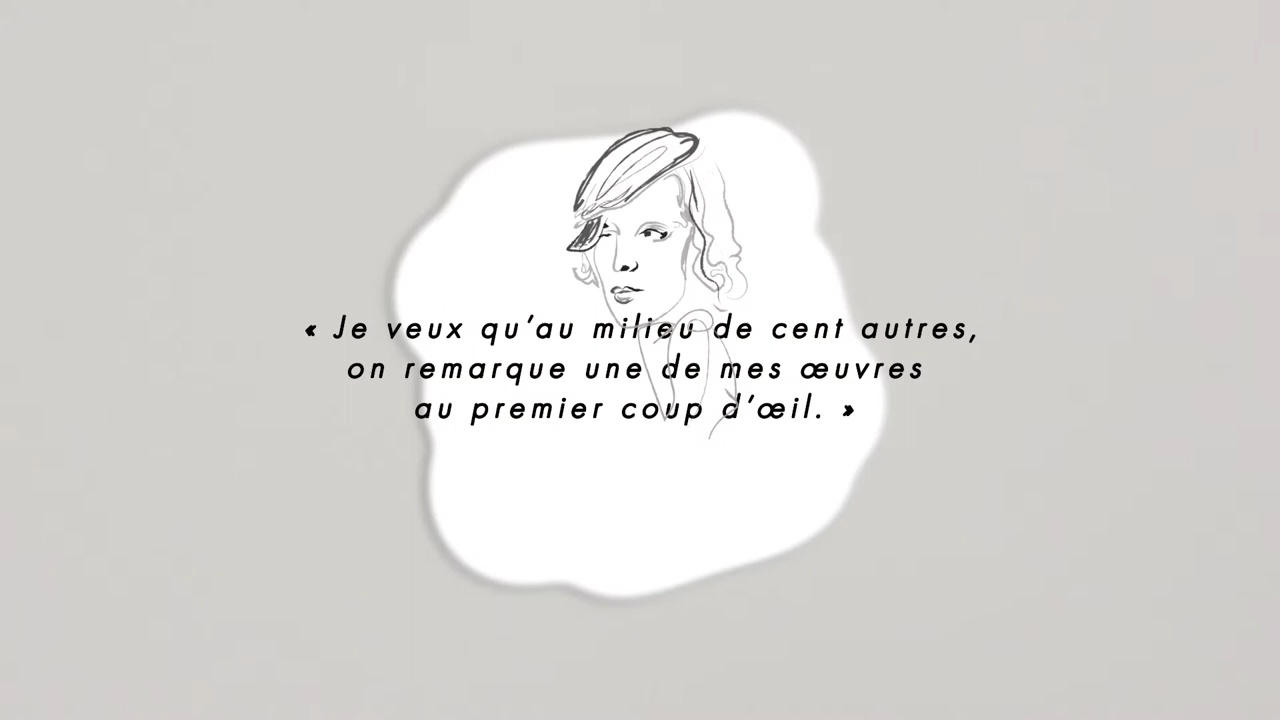 « Je veux qu’au milieu de cent autres,
on remarque une de mes œuvres
au premier coup d’œil. »